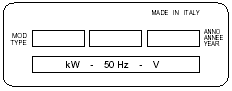 MADE IN ITALY
MOD
TYPE
ANNO
ANNEE
YEAR
kW - 50 Hz - V